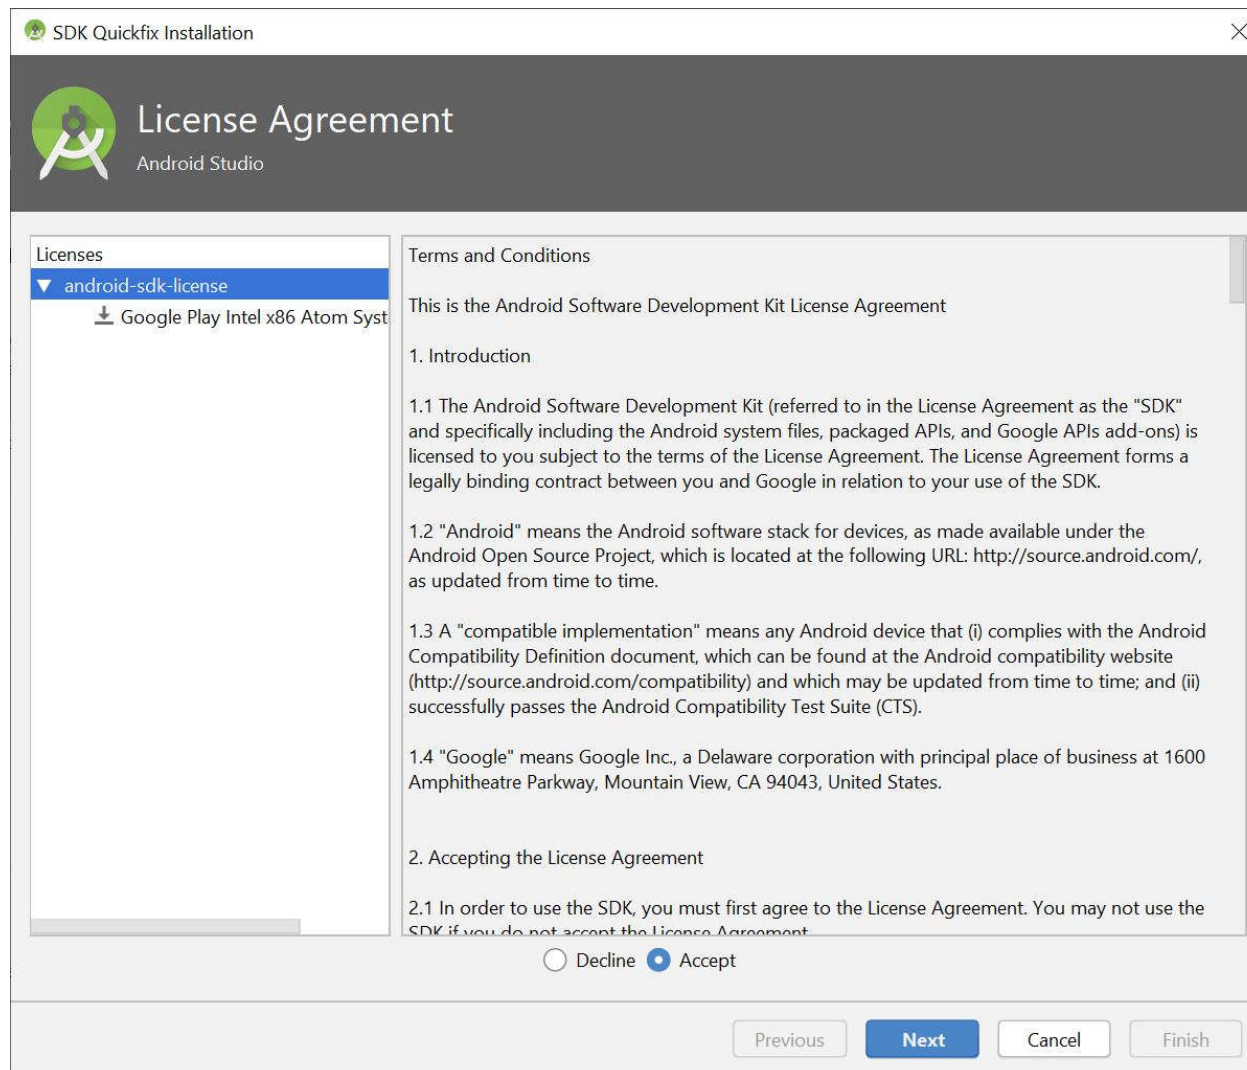 SDK Quickfix Installation
License Agreement
Android Studio
Licenses
android-sdk-license
Google Play Intel x86 Atom Syst
Terms and Conditions
This is the Android Software Development Kit License Agreement
1. Introduction
1.1 The Android Software Development Kit (referred to in the License Agreement as the "SDK"
and specifically including the Android system files, packaged APIs, and Google APIs add-ons) is
licensed to you subject to the terms of the License Agreement. The License Agreement forms a
legally binding contract between you and Google in relation to your use of the SDK.
1.2 "Android" means the Android software stack for devices, as made available under the
Android Open Source Project, which is located at the following URL: http://source.android.com/,
as updated from time to time.
1.3 A "compatible implementation" means any Android device that (i) complies with the Android
Compatibility Definition document, which can be found at the Android compatibility website
(http://source.android.com/compatibility) and which may be updated from time to time; and (ii)
successfully passes the Android Compatibility Test Suite (CTS).
1.4 "Google" means Google Inc., a Delaware corporation with principal place of business at 1600
Amphitheatre Parkway, Mountain View, CA 94043, United States.
2. Accepting the License Agreement
2.1 In order to use the SDK, you must first agree to the License Agreement. You may not use the
SDK if you do not accept the License Agreement.
Decline Accept
Previous Next Cancel Finish